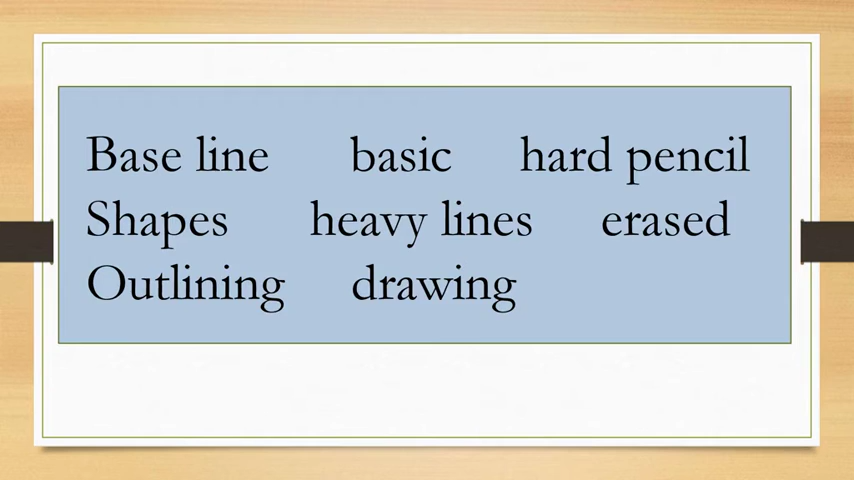 Base line basic hard pencil
Shapes heavy lines erased
Outlining drawing